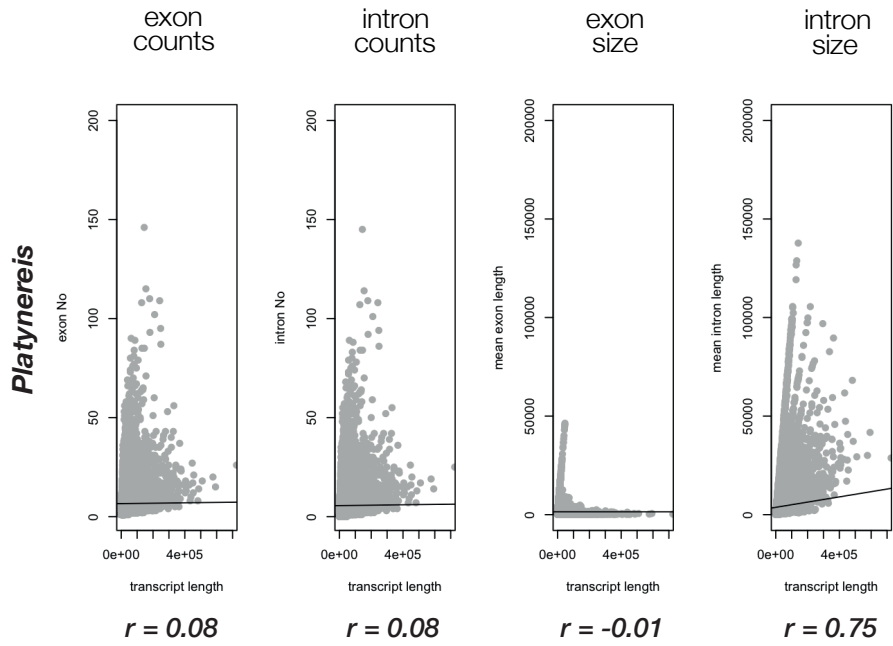 exon
counts
intron
counts
exon
size
intron
size
Platynereis
exon No
0
50
100
150
200
0e+00
4e+05
transcript length
r = 0.08
intron No
0
50
100
150
200
0e+00
4e+05
transcript length
r = 0.08
mean exon length
0
50000
100000
150000
200000
0e+00
4e+05
transcript length
r = -0.01
mean intron length
0
50000
100000
150000
200000
0e+00
4e+05
transcript length
r = 0.75